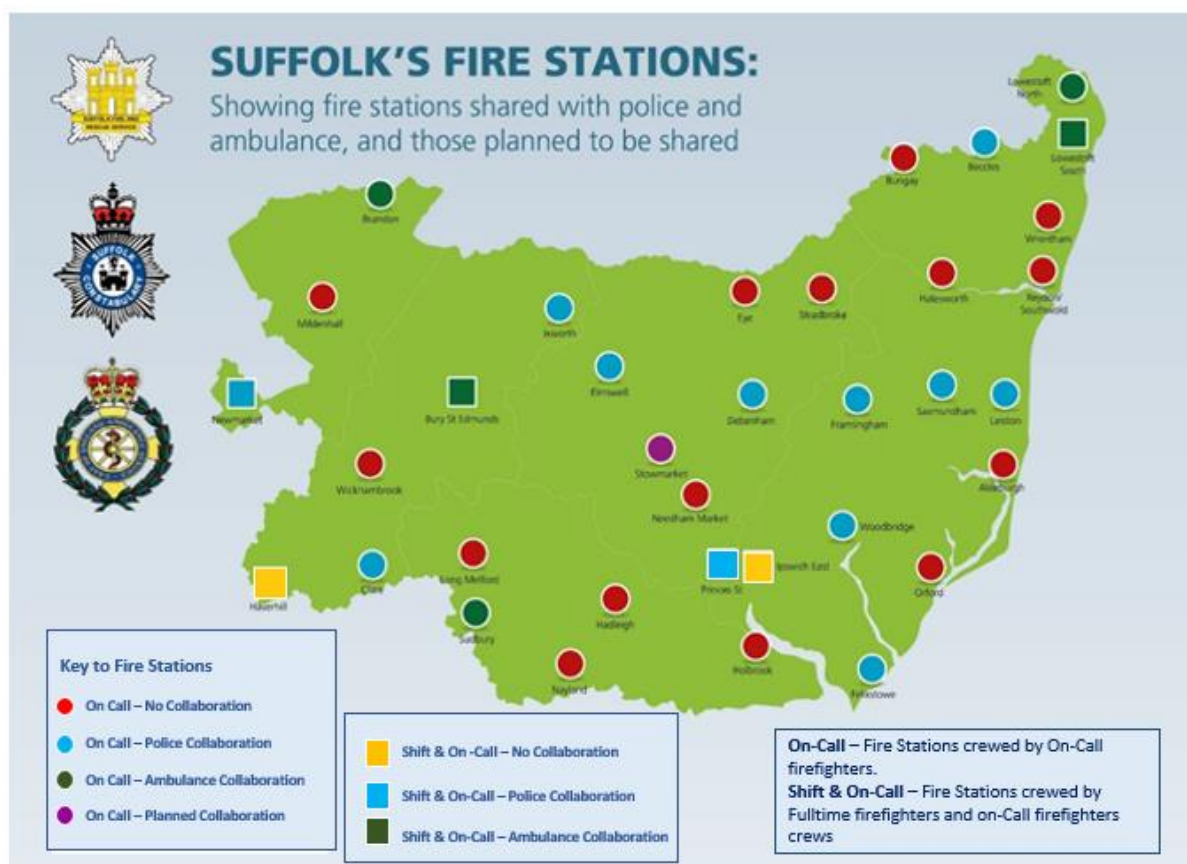 SUFFOLK'S FIRE STATIONS:
Showing fire stations shared with police and
ambulance, and those planned to be shared
SUFFOLK
CONSTABULARY
Lowestoft
North
Lowestoft
South
Beccles
Bungay
Brandon
Wrentham
Halesworth
Reydon/
Southwold
Mildenhall
Ixworth
Eye
Stradbroke
Elmswell
Newmarket
Bury St Edmunds
Debenham
Framlingham
Saxmundham
Leiston
Stowmarket
Wickhambrook
Aldeburgh
Needham Market
Woodbridge
Haverhill
Clare
Long Melford
Princes St
Ipswich East
Orford
Sudbury
Hadleigh
Nayland
Holbrook
Felixstowe
Key to Fire Stations
On Call – No Collaboration
On Call – Police Collaboration
On Call – Ambulance Collaboration
On Call – Planned Collaboration
Shift & On -Call – No Collaboration
Shift & On-Call – Police Collaboration
Shift & On-Call – Ambulance Collaboration
On-Call – Fire Stations crewed by On-Call
firefighters.
Shift & On-Call – Fire Stations crewed by
Fulltime firefighters and on-Call firefighters
crews